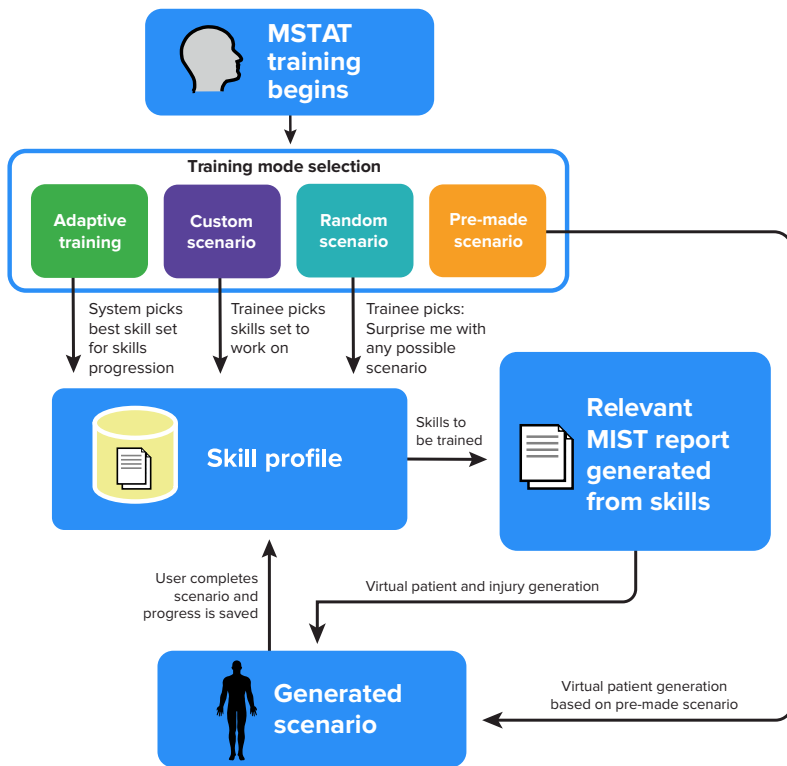 MSTAT
training
begins
Training mode selection
Adaptive
training
Custom
scenario
Random
scenario
Pre-made
scenario
System picks
best skill set
for skills
progression
Trainee picks
skills set to
work on
Trainee picks:
Surprise me with
any possible
scenario
Skill profile
Skills to
be trained
Relevant
MIST report
generated
from skills
User completes
scenario and
progress is saved
Virtual patient and injury generation
Generated
scenario
Virtual patient generation
based on pre-made scenario